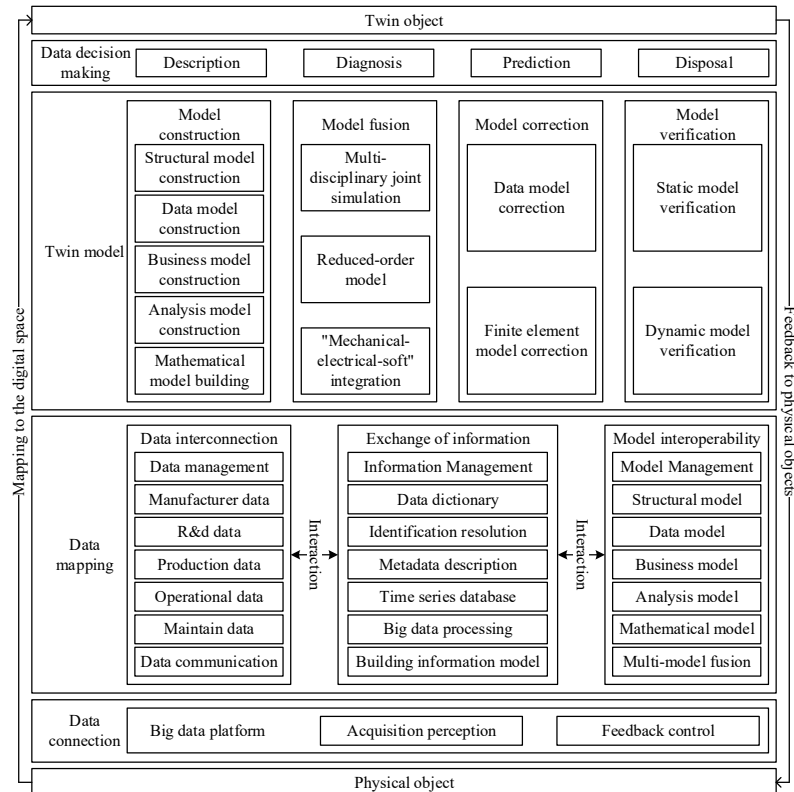 Twin object
Data decision
making
Description
Diagnosis
Prediction
Disposal
Twin model
Model
construction
Structural model
construction
Data model
construction
Business model
construction
Analysis model
construction
Mathematical
model building
Model fusion
Multi-
disciplinary joint
simulation
Reduced-order
model
"Mechanical-
electrical-soft"
integration
Model correction
Data model
correction
Finite element
model correction
Model
verification
Static model
verification
Dynamic model
verification
Mapping to the digital space
Feedback to physical objects
Data
mapping
Data interconnection
Data management
Manufacturer data
R&d data
Production data
Operational data
Maintain data
Data communication
Interaction
Exchange of information
Information Management
Data dictionary
Identification resolution
Metadata description
Time series database
Big data processing
Building information model
Interaction
Model interoperability
Model Management
Structural model
Data model
Business model
Analysis model
Mathematical model
Multi-model fusion
Data
connection
Big data platform
Acquisition perception
Feedback control
Physical object